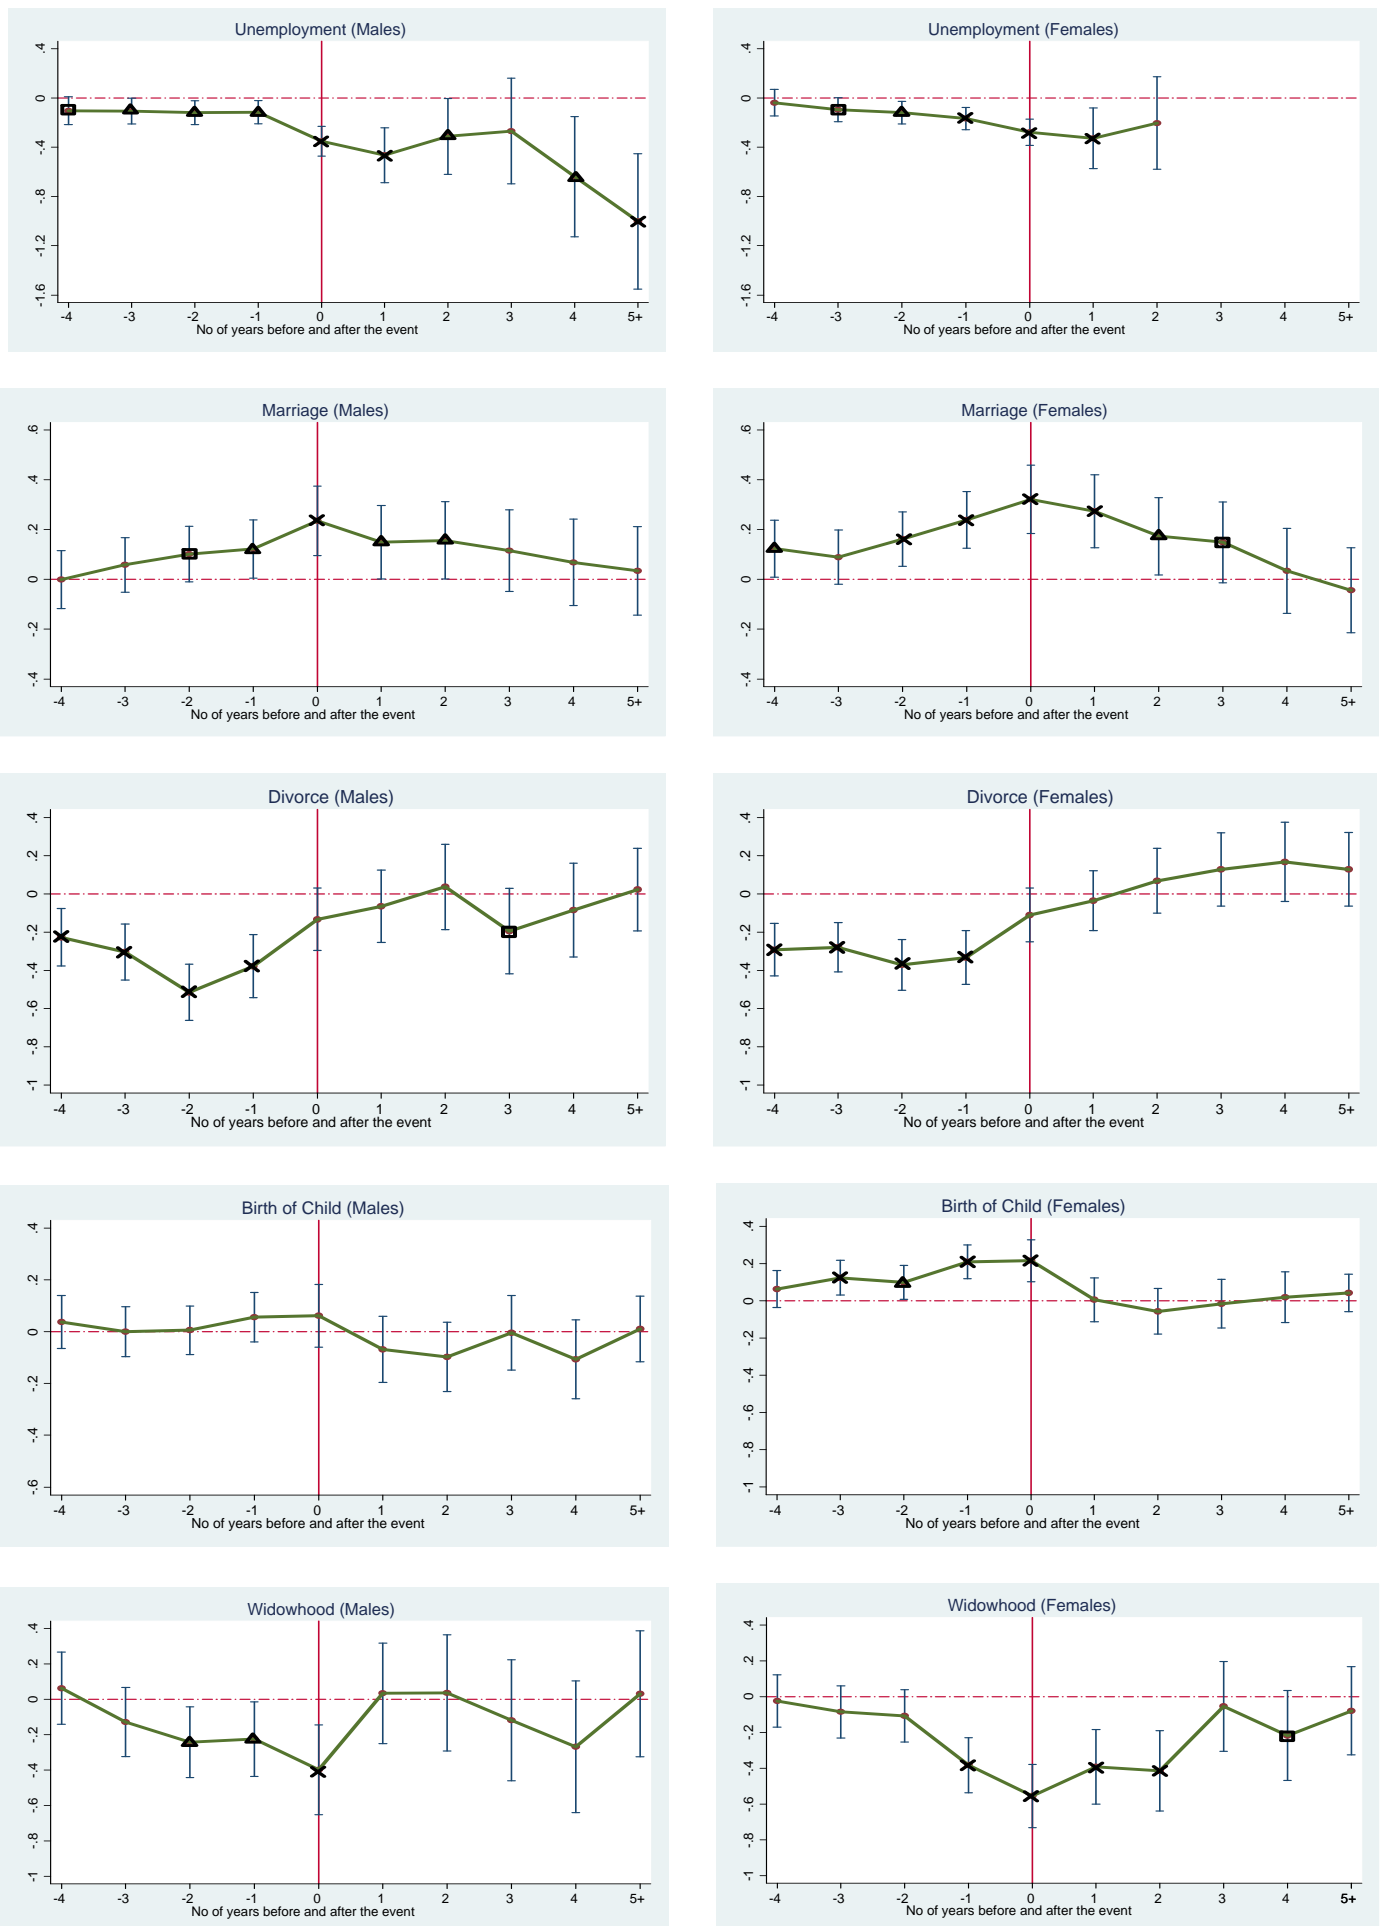 Unemployment (Males)
.4
0
-.4
-.8
-1.2
-1.6
-4 -3 -2 -1 0 1 2 3 4 5+
No of years before and after the event
Unemployment (Females)
.4
0
-.4
-.8
-1.2
-1.6
-4 -3 -2 -1 0 1 2 3 4 5+
No of years before and after the event
Marriage (Males)
.6
.4
.2
0
-.2
-.4
-4 -3 -2 -1 0 1 2 3 4 5+
No of years before and after the event
Marriage (Females)
.6
.4
.2
0
-.2
-.4
-4 -3 -2 -1 0 1 2 3 4 5+
No of years before and after the event
Divorce (Males)
.4
.2
0
-.2
-.4
-.6
-.8
-1
-4 -3 -2 -1 0 1 2 3 4 5+
No of years before and after the event
Divorce (Females)
.4
.2
0
-.2
-.4
-.6
-.8
-1
-4 -3 -2 -1 0 1 2 3 4 5+
No of years before and after the event
Birth of Child (Males)
.4
.2
0
-.2
-.4
-.6
-4 -3 -2 -1 0 1 2 3 4 5+
No of years before and after the event
Birth of Child (Females)
.4
.2
0
-.2
-.4
-.6
-.8
-1
-4 -3 -2 -1 0 1 2 3 4 5+
No of years before and after the event
Widowhood (Males)
.4
.2
0
-.2
-.4
-.6
-.8
-1
-4 -3 -2 -1 0 1 2 3 4 5+
No of years before and after the event
Widowhood (Females)
.4
.2
0
-.2
-.4
-.6
-.8
-1
-4 -3 -2 -1 0 1 2 3 4 5+
No of years before and after the event